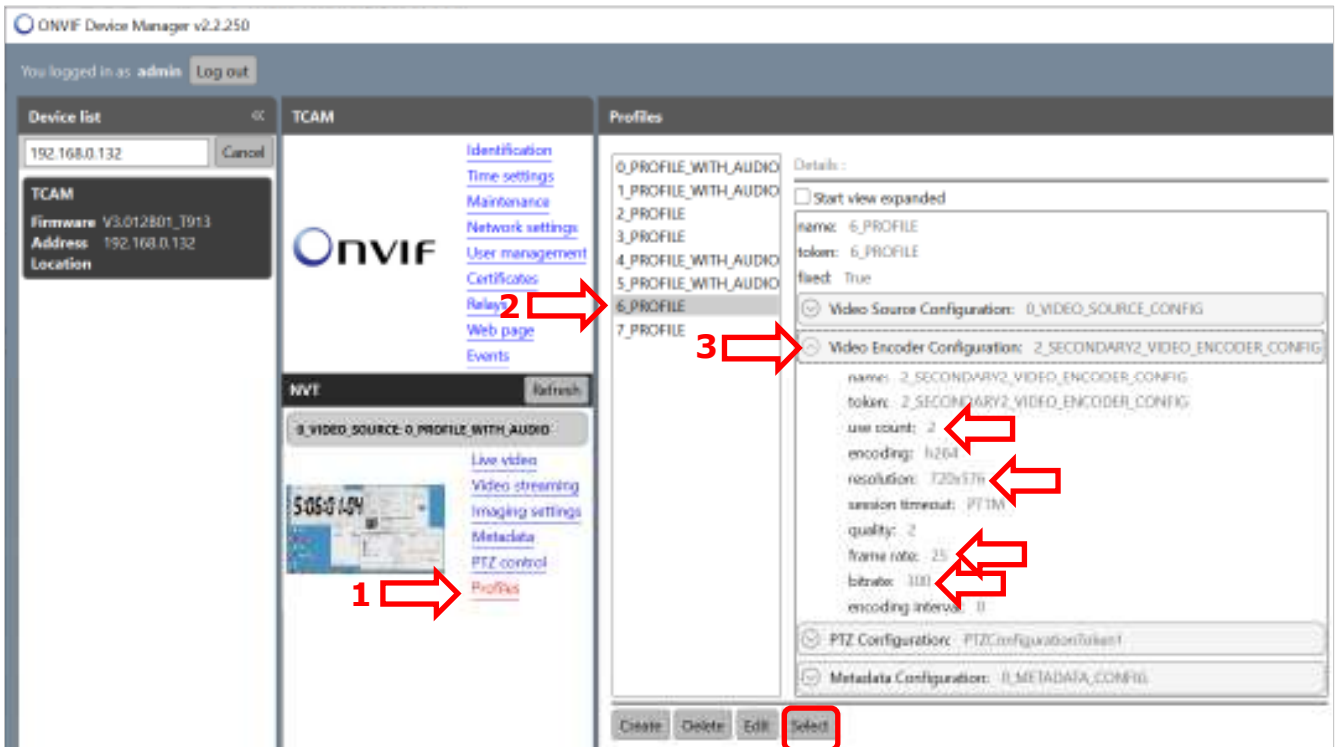 ONVIF Device Manager v2.2.250
You logged in as admin Log out
Device list
192.168.0.132 Cancel
TCAM
Firmware V3.012801_T913
Address 192.168.0.132
Location
TCAM
ONVIF
Identification
Time settings
Maintenance
Network settings
User management
Certificates
Relays
Web page
Events
2
NVT Refresh
0_VIDEO_SOURCE: 0_PROFILE_WITH_AUDIO
Live video
Video streaming
Imaging settings
Metadata
PTZ control
1
Profiles
Profiles
0_PROFILE_WITH_AUDIO
1_PROFILE_WITH_AUDIO
2_PROFILE
3_PROFILE
4_PROFILE_WITH_AUDIO
5_PROFILE_WITH_AUDIO
6_PROFILE
7_PROFILE
Details :
Start view expanded
name: 6_PROFILE
token: 6_PROFILE
fixed: True
Video Source Configuration: 0_VIDEO_SOURCE_CONFIG
3
Video Encoder Configuration: 2_SECONDARY2_VIDEO_ENCODER_CONFIG
name: 2_SECONDARY2_VIDEO_ENCODER_CONFIG
token: 2_SECONDARY2_VIDEO_ENCODER_CONFIG
use count: 2
encoding: h264
resolution: 720x576
session timeout: PT1M
quality: 2
frame rate: 25
bitrate: 300
encoding interval: 0
PTZ Configuration: PTZConfigurationToken1
Metadata Configuration: 0_METADATA_CONFIG
Create Delete Edit Select